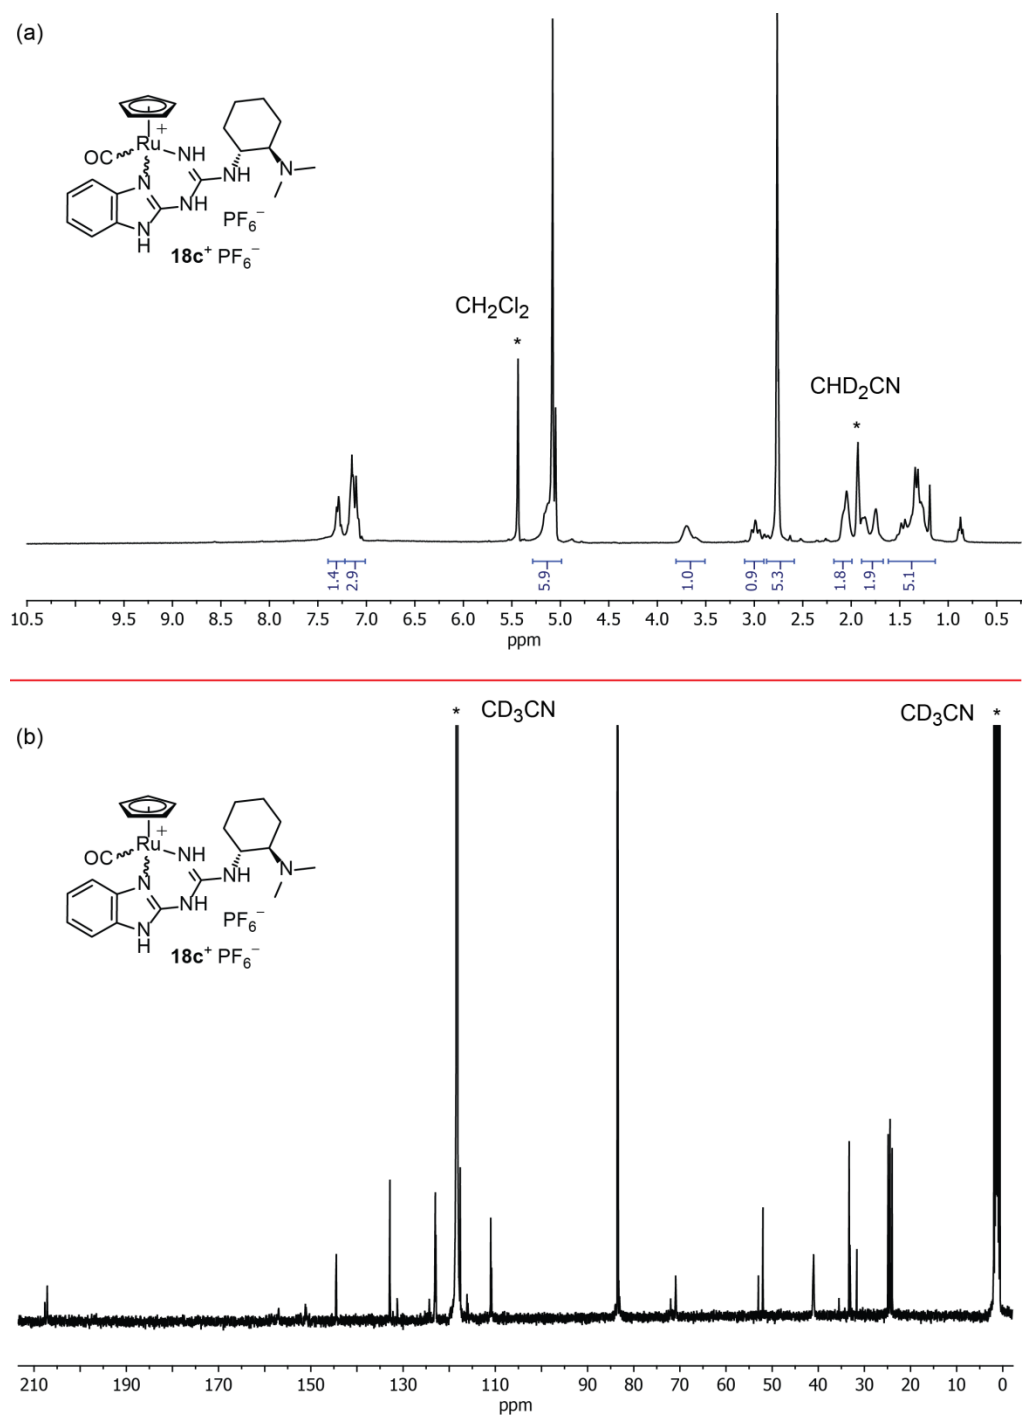 (a)
Ru
+
OC
NH
N
NH
N
NH
N
H
PF6−
18c+ PF6−
CH2Cl2
*
CHD2CN
*
1.4
2.9
5.9
1.0
0.9
5.3
1.8
1.9
5.1
10.5 9.5 9.0 8.5 8.0 7.5 7.0 6.5 6.0 5.5 5.0 4.5 4.0 3.5 3.0 2.5 2.0 1.5 1.0 0.5
ppm
* CD3CN
CD3CN *
(b)
Ru
+
OC
NH
N
NH
N
NH
N
H
PF6−
18c+ PF6−
210 190 170 150 130 110 90 80 70 60 50 40 30 20 10 0
ppm